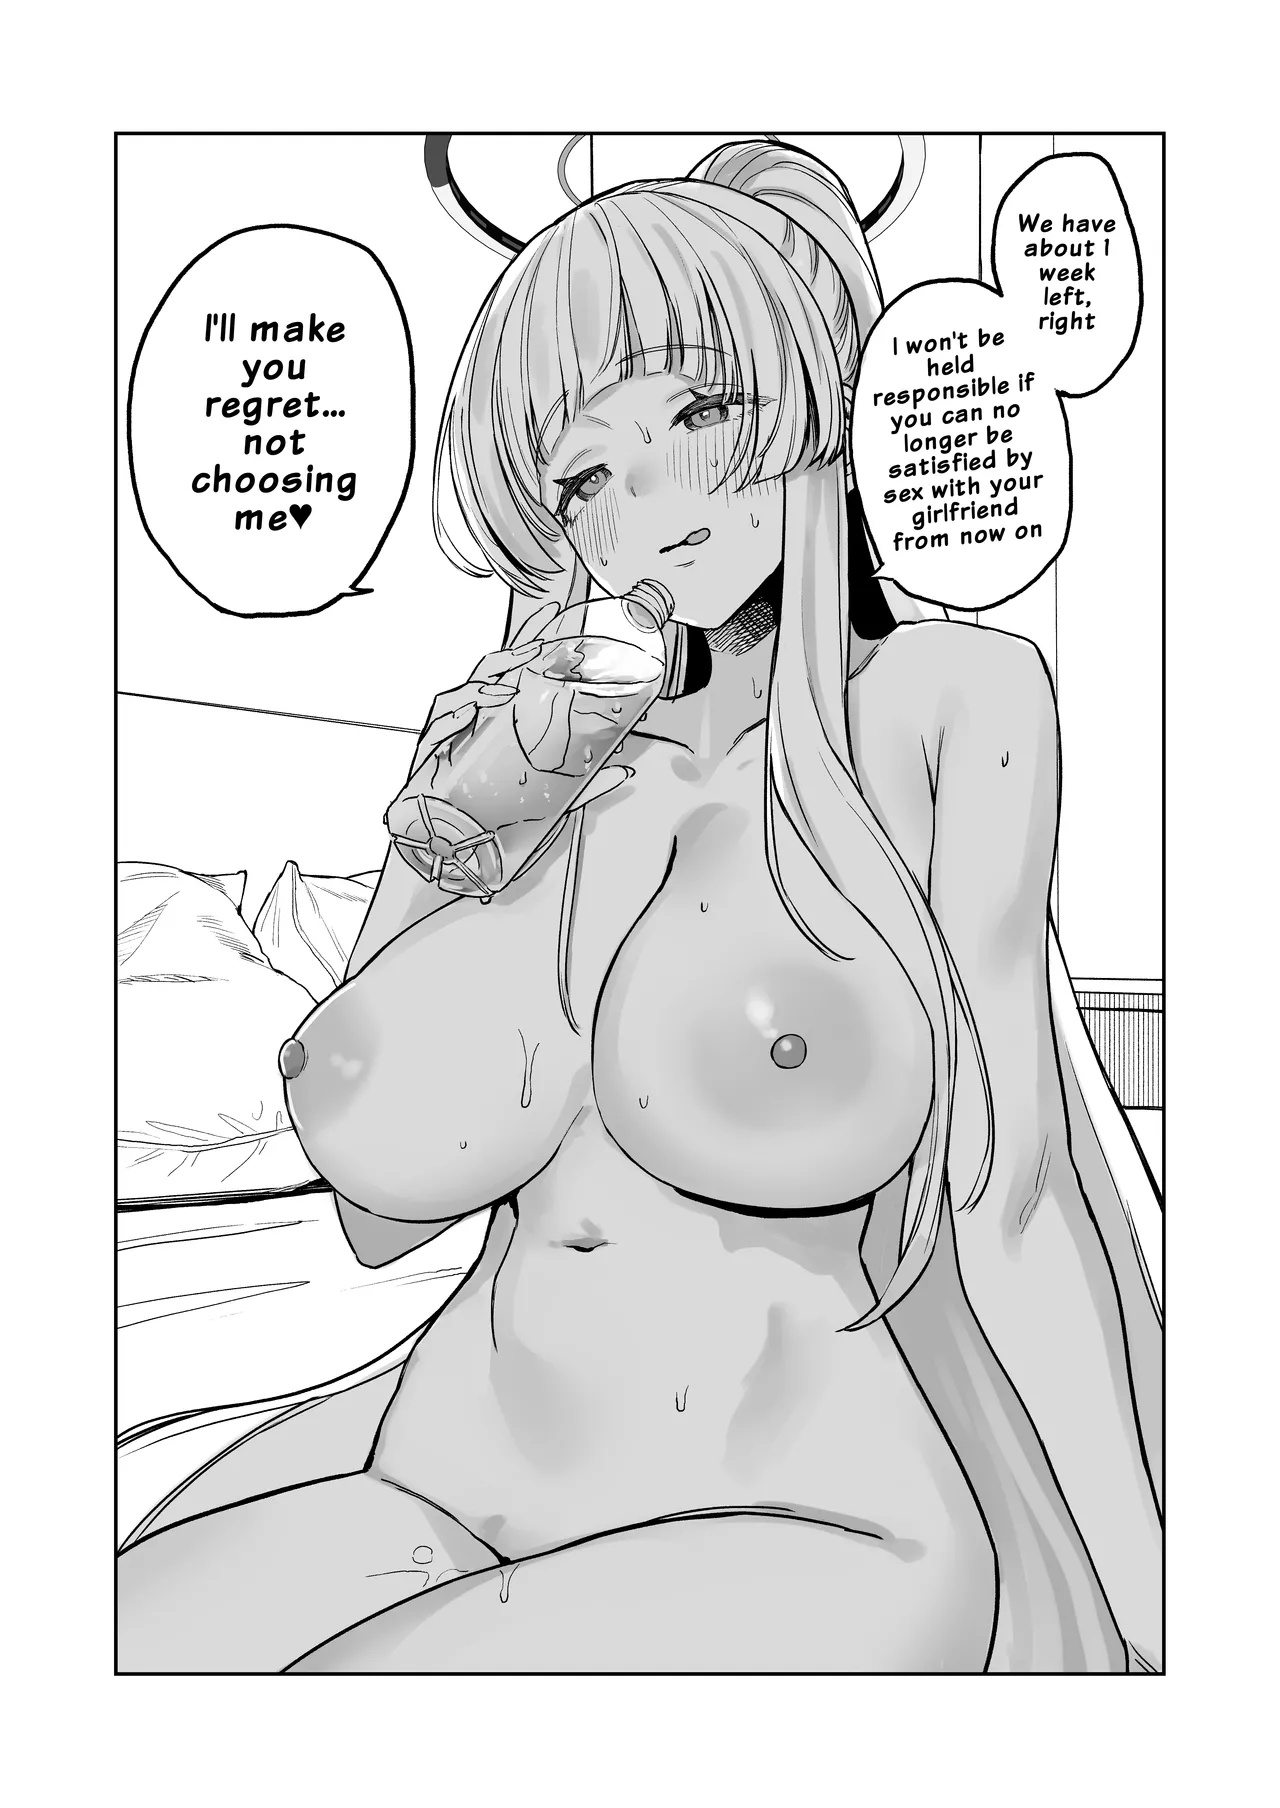 We have
about 1
week
left,
right
I won't be
held
responsible if
you can no
longer be
satisfied by
sex with your
girlfriend
from now on
I'll make
you
regret...
not
choosing
me♥